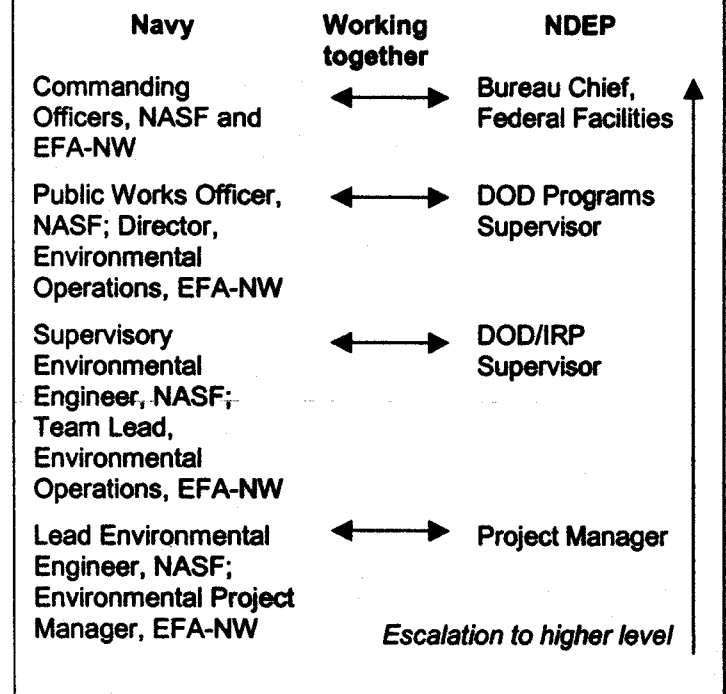 Navy Working together NDEP
Commanding Officers, NASF and EFA-NW Bureau Chief, Federal Facilities
Public Works Officer, NASF; Director, Environmental Operations, EFA-NW DOD Programs Supervisor
Supervisory Environmental Engineer, NASF; Team Lead, Environmental Operations, EFA-NW DOD/IRP Supervisor
Lead Environmental Engineer, NASF; Environmental Project Manager, EFA-NW Project Manager
Escalation to higher level